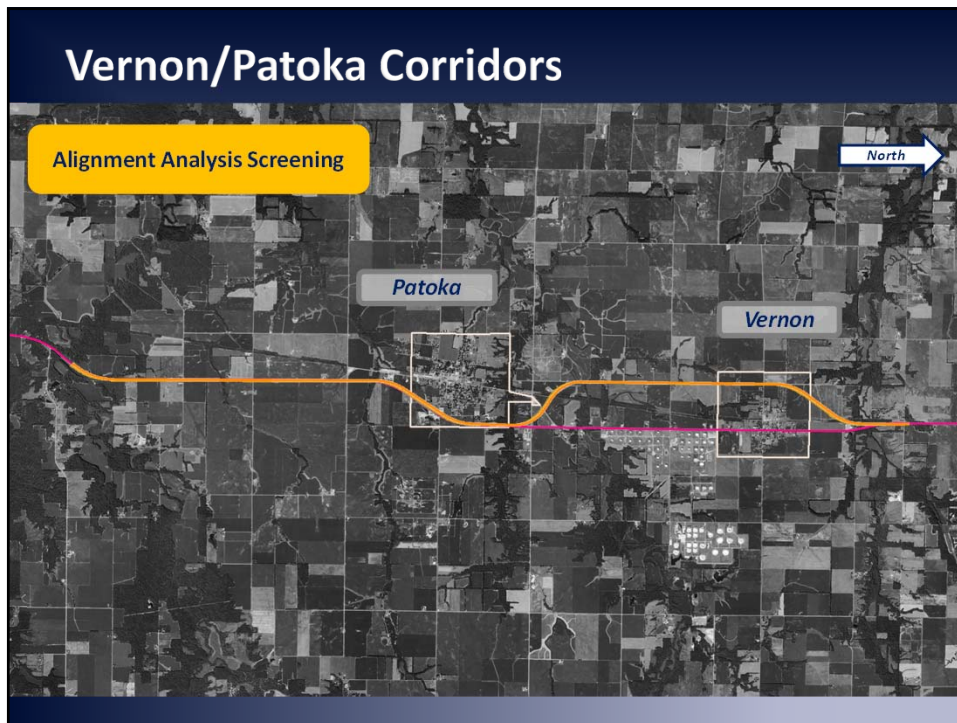 Vernon/Patoka Corridors
Alignment Analysis Screening
North
Patoka
Vernon